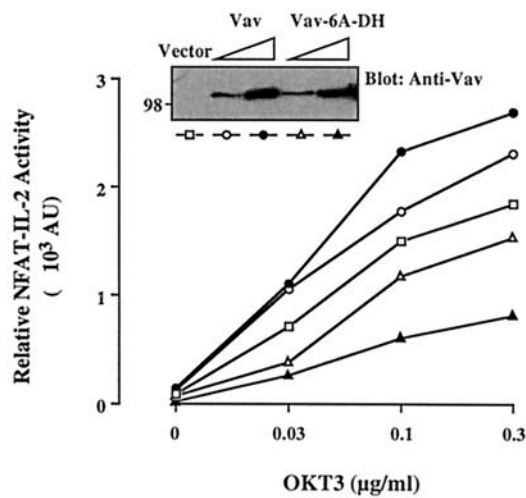 Vav Vav-6A-DH
Vector
Blot: Anti-Vav
98
3
2
1
0
Relative NFAT-IL-2 Activity
( 10³ AU)
0 0.03 0.1 0.3
OKT3 (µg/ml)